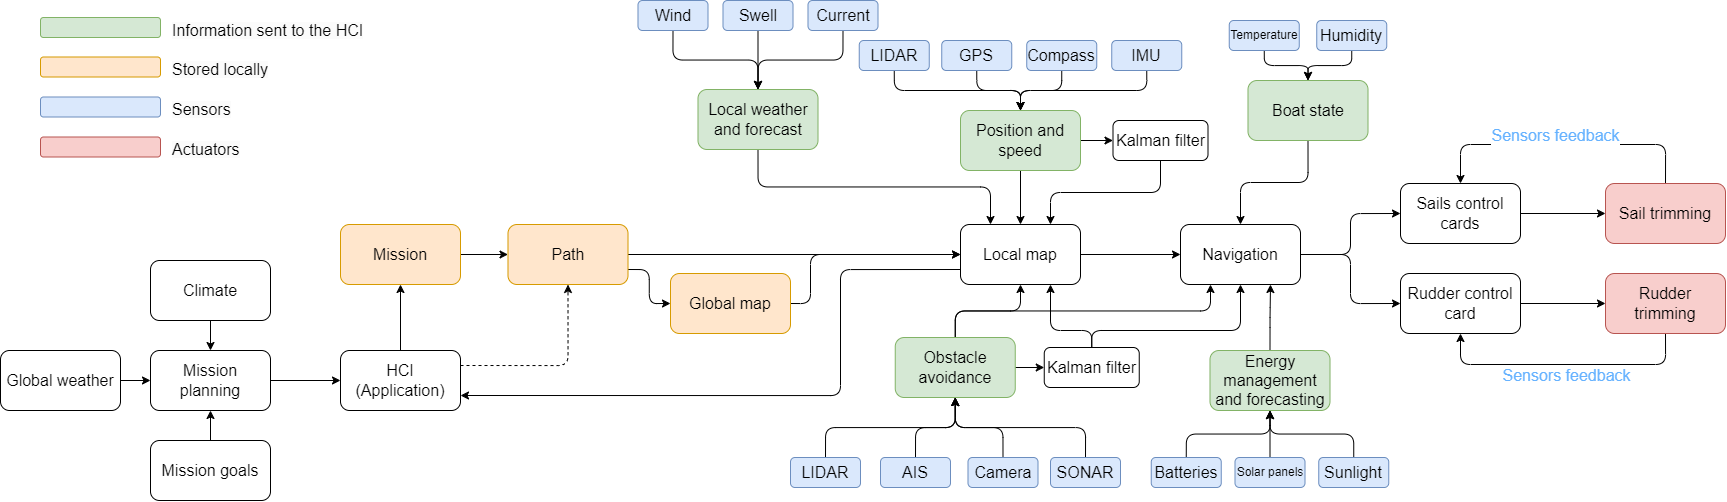 Information sent to the HCI
Stored locally
Sensors
Actuators
Wind
Swell
Current
Local weather
and forecast
LIDAR
GPS
Compass
IMU
Position and
speed
Kalman filter
Temperature
Humidity
Boat state
Sensors feedback
Sails control
cards
Sail trimming
Mission
Path
Global map
Local map
Navigation
Rudder control
card
Rudder
trimming
Sensors feedback
Climate
Global weather
Mission
planning
Mission goals
HCI
(Application)
Obstacle
avoidance
Kalman filter
Energy
management
and forecasting
LIDAR
AIS
Camera
SONAR
Batteries
Solar panels
Sunlight